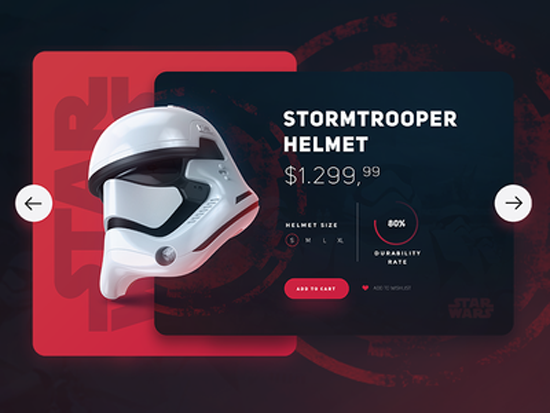 STAR
STORMTROOPER
HELMET
$1.299,99
HELMET SIZE
S M L XL
80%
DURABILITY
RATE
ADD TO CART
ADD TO WISHLIST
STAR
WARS